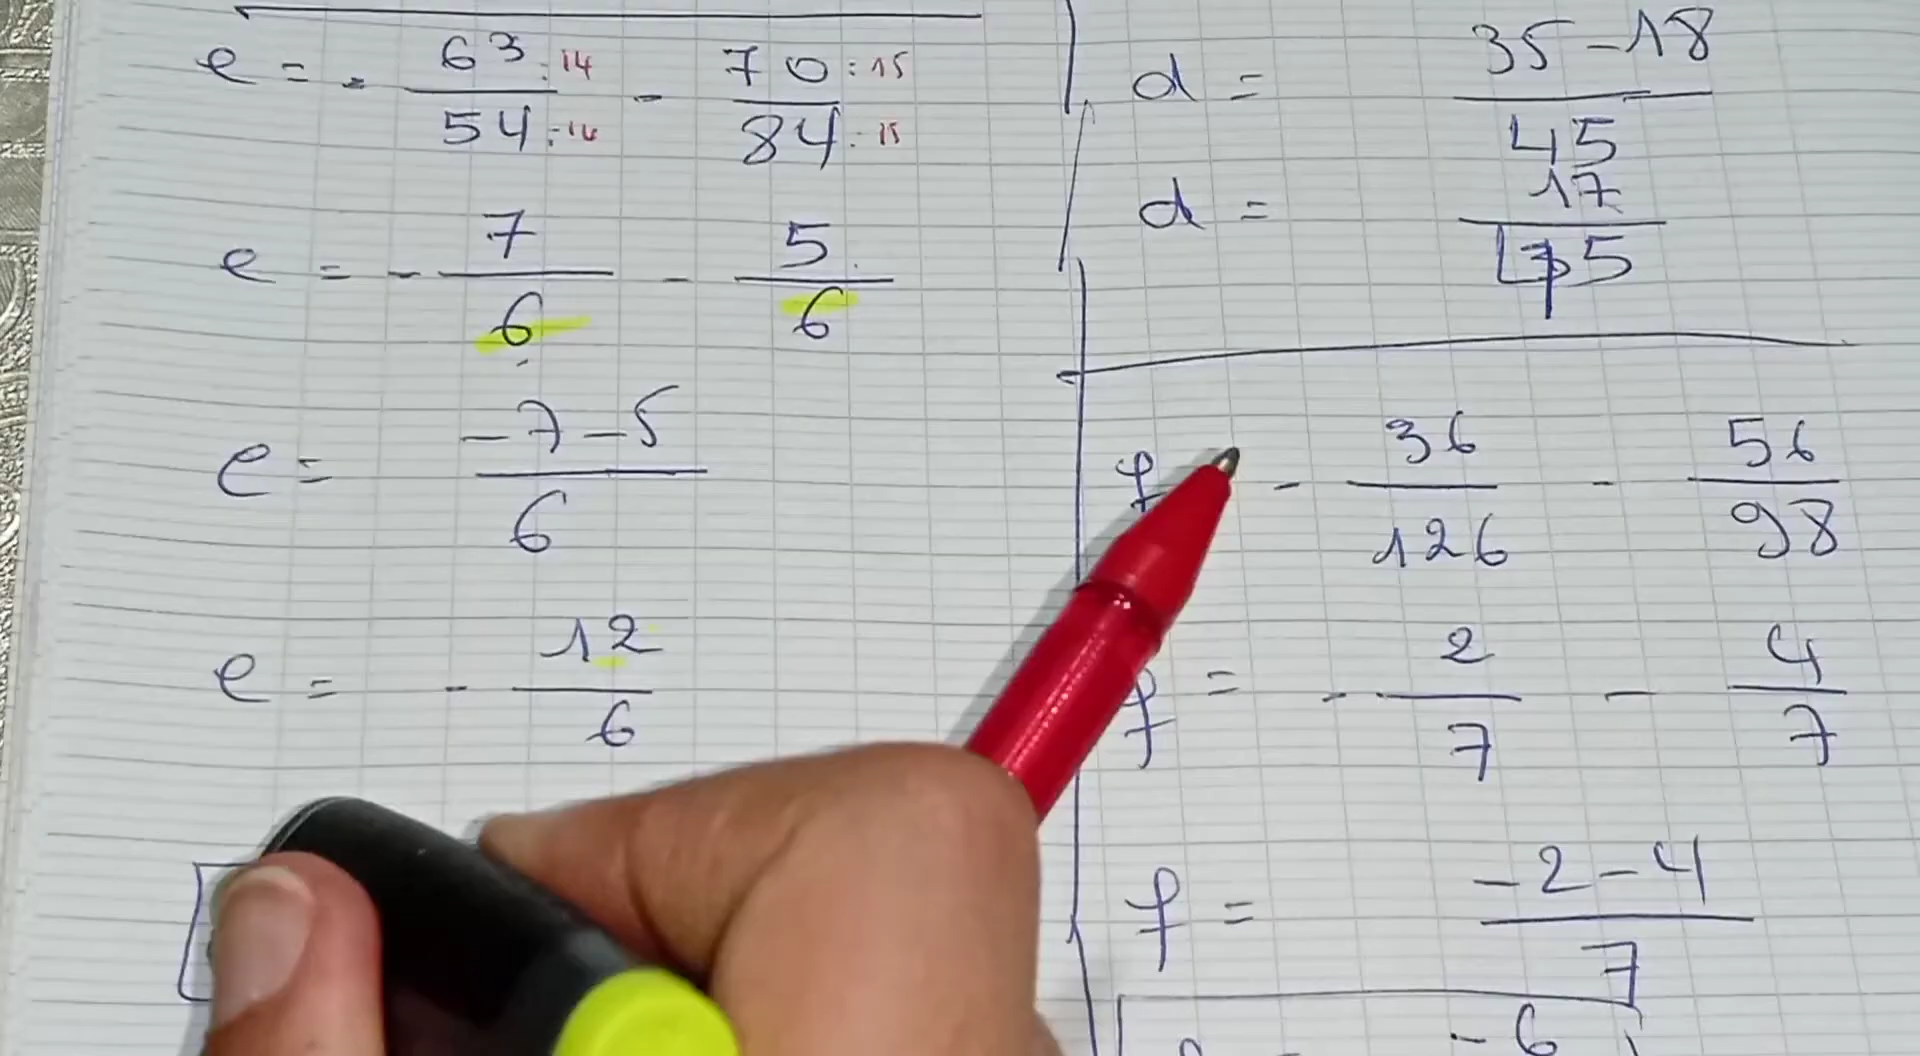 e = - 63:14/54:14 - 70:15/84:15
e = - 7/6 - 5/6
e = -7-5/6
e = - 12/6
d = 35-18/45
d = 17/45
f - 36/126 - 56/98
f = - 2/7 - 4/7
f = -2-4/7
-6